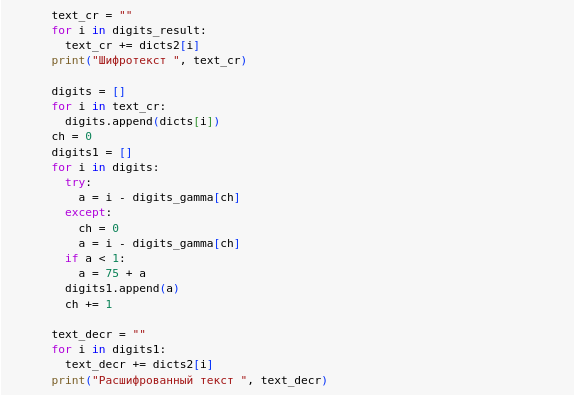 text_cr = ""
for i in digits_result:
  text_cr += dicts2[i]
print("Шифротекст ", text_cr)

digits = []
for i in text_cr:
  digits.append(dicts[i])
ch = 0
digits1 = []
for i in digits:
  try:
    a = i - digits_gamma[ch]
  except:
    ch = 0
    a = i - digits_gamma[ch]
  if a < 1:
    a = 75 + a
  digits1.append(a)
  ch += 1

text_decr = ""
for i in digits1:
  text_decr += dicts2[i]
print("Расшифрованный текст ", text_decr)